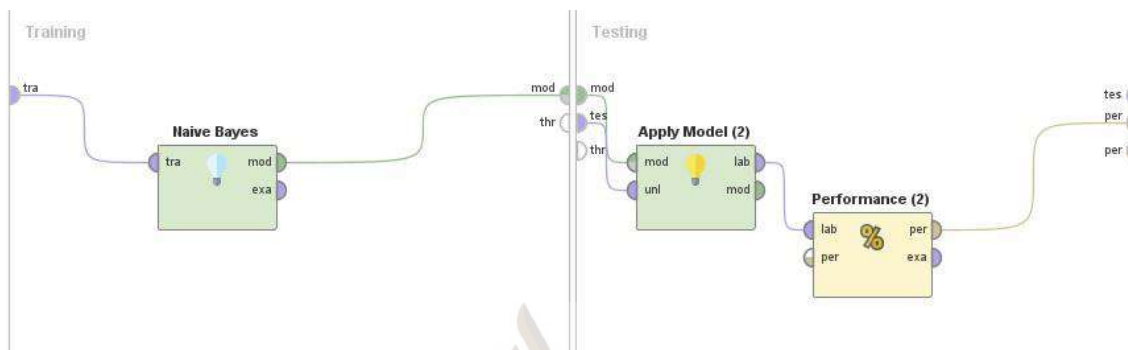 Training
tra
Naive Bayes
tra
mod
exa
mod
thr
Testing
mod
tes
thr
Apply Model (2)
mod
lab
unl
mod
Performance (2)
lab
per
per
exa
%
tes
per
per